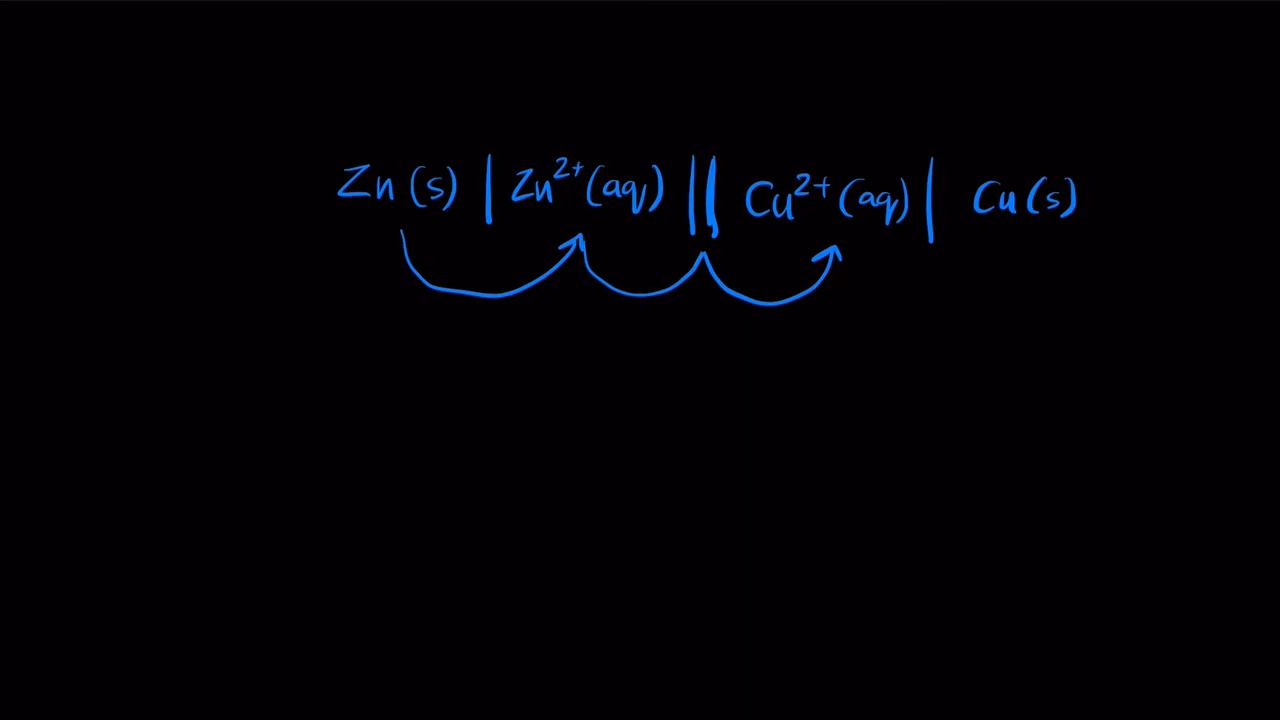 Zn (s) | Zn²⁺(aq) || Cu²⁺(aq) | Cu(s)